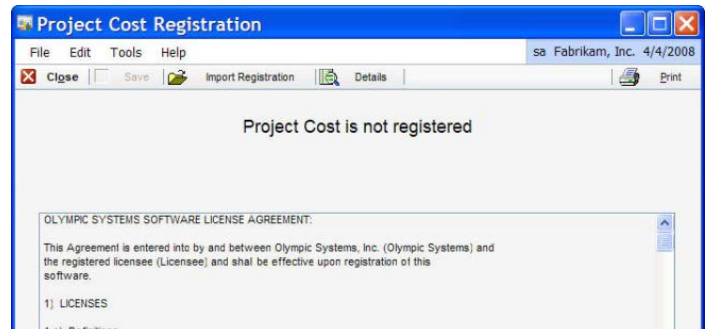 Project Cost Registration
File Edit Tools Help sa Fabrikam, Inc. 4/4/2008
Close Save Import Registration Details Print
Project Cost is not registered
OLYMPIC SYSTEMS SOFTWARE LICENSE AGREEMENT:
This Agreement is entered into by and between Olympic Systems, Inc. (Olympic Systems) and
the registered licensee (Licensee) and shal be effective upon registration of this
software.
1) LICENSES